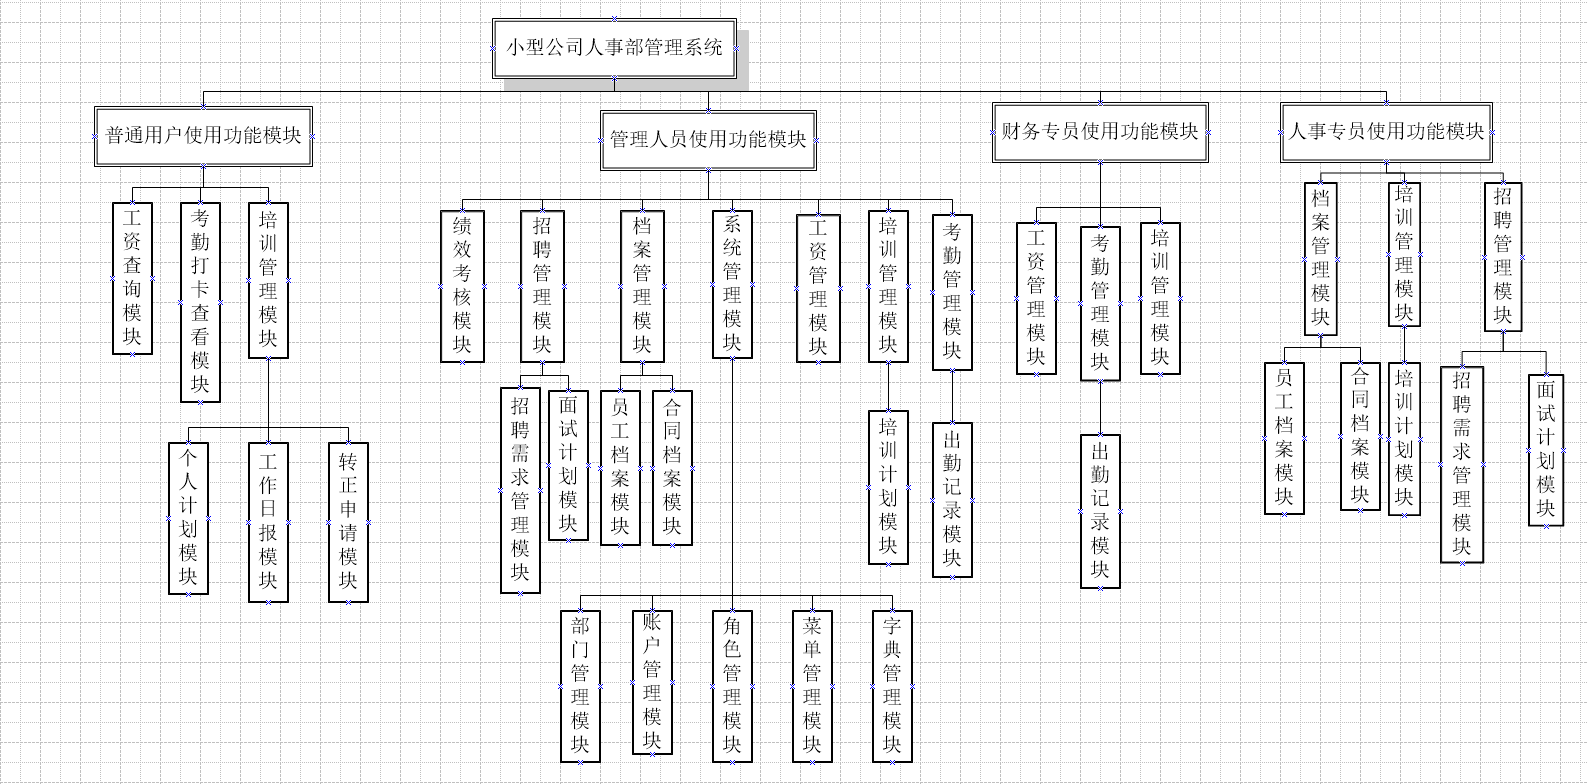 小型公司人事部管理系统
普通用户使用功能模块
管理人员使用功能模块
财务专员使用功能模块
人事专员使用功能模块
工资查询模块
考勤打卡查看模块
培训管理模块
绩效考核模块
招聘管理模块
档案管理模块
系统管理模块
工资管理模块
培训管理模块
考勤管理模块
工资管理模块
考勤管理模块
培训管理模块
档案管理模块
培训管理模块
招聘管理模块
个人计划模块
工作日报模块
转正申请模块
招聘需求管理模块
面试计划模块
员工档案模块
合同档案模块
培训计划模块
出勤记录模块
出勤记录模块
员工档案模块
合同档案模块
培训计划模块
招聘需求管理模块
面试计划模块
部门管理模块
账户管理模块
角色管理模块
菜单管理模块
字典管理模块